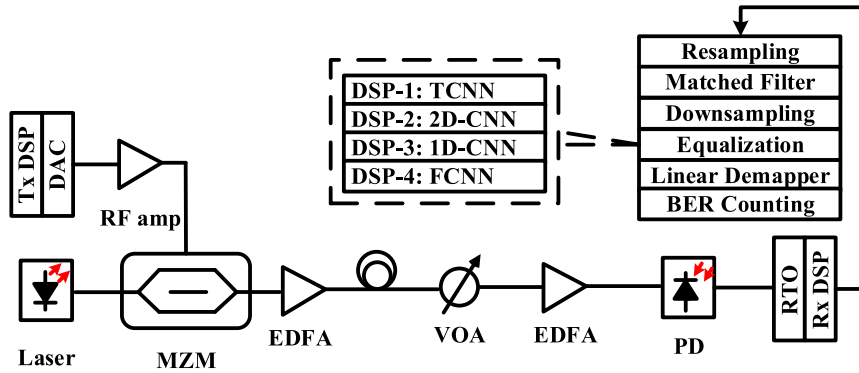 Resampling
Matched Filter
Downsampling
Equalization
Linear Demapper
BER Counting
DSP-1: TCNN
DSP-2: 2D-CNN
DSP-3: 1D-CNN
DSP-4: FCNN
Tx DSP
DAC
RF amp
Laser
MZM
EDFA
VOA
EDFA
PD
RTO
Rx DSP